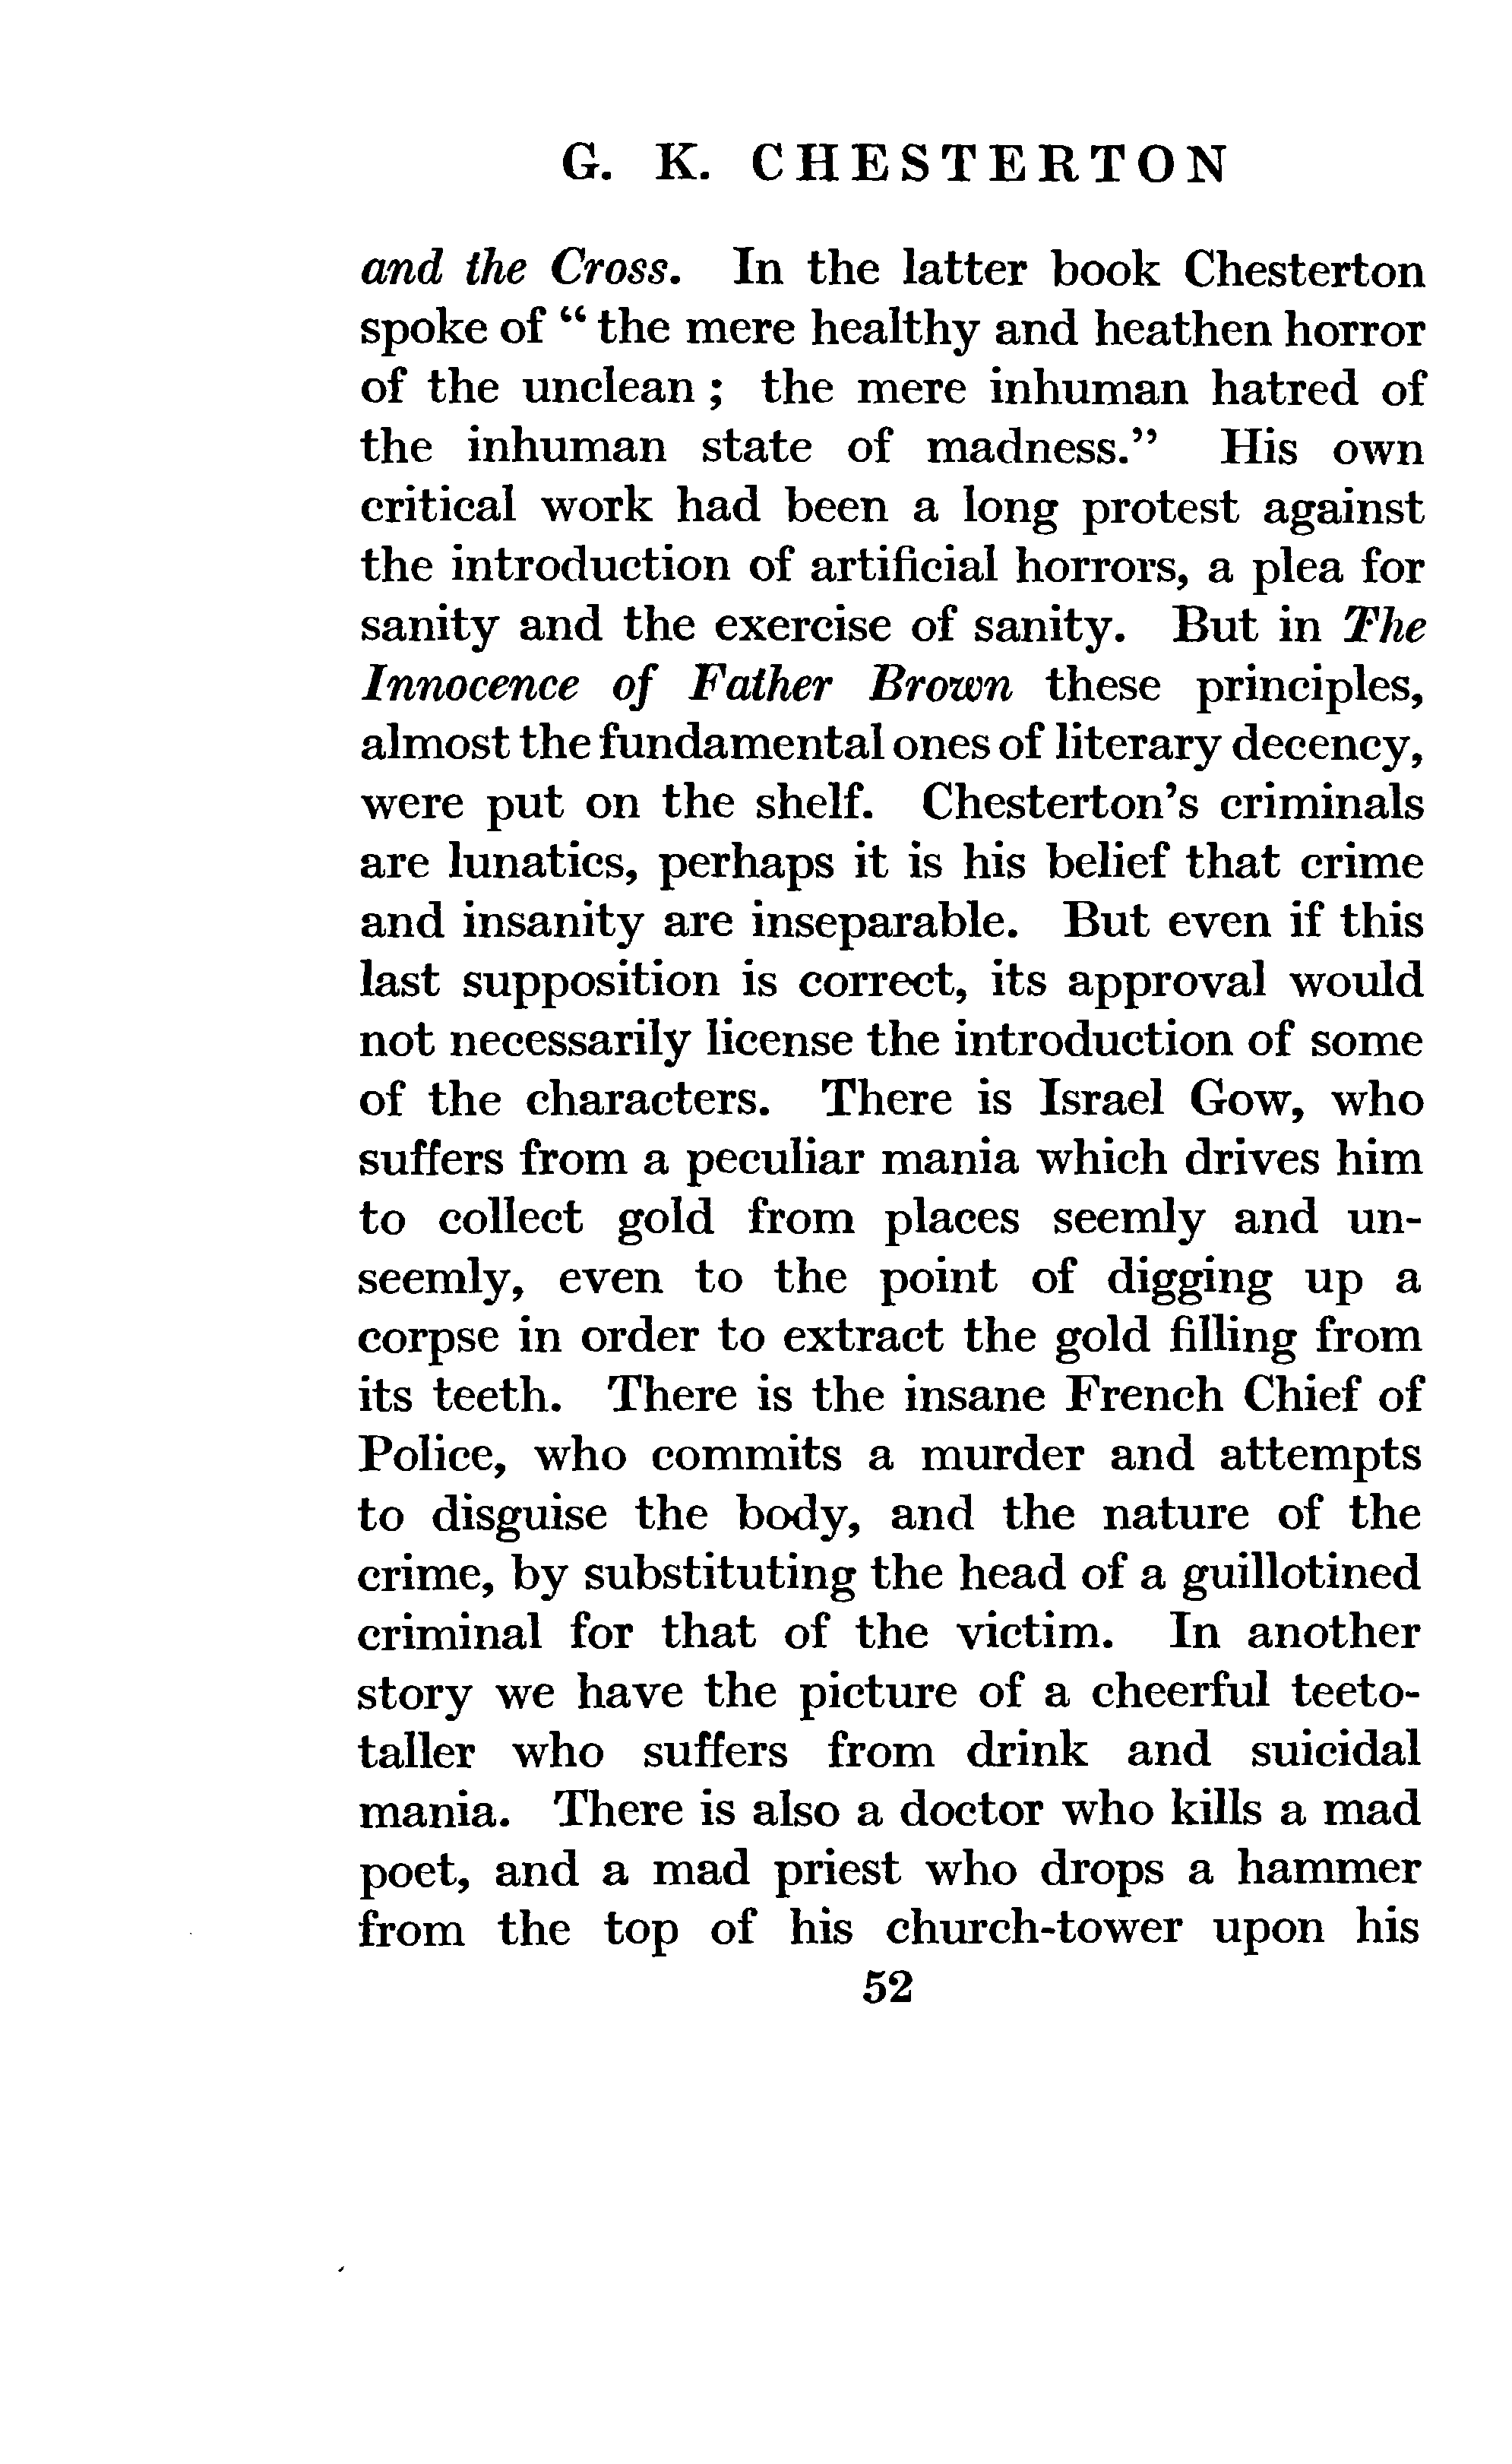 G. K. CHESTERTON
and the Cross. In the latter book Chesterton
spoke of “ the mere healthy and heathen horror
of the unclean ; the mere inhuman hatred of
the inhuman state of madness.” His own
critical work had been a long protest against
the introduction of artificial horrors, a plea for
sanity and the exercise of sanity. But in The
Innocence of Father Brown these principles,
almost the fundamental ones of literary decency,
were put on the shelf. Chesterton’s criminals
are lunatics, perhaps it is his belief that crime
and insanity are inseparable. But even if this
last supposition is correct, its approval would
not necessarily license the introduction of some
of the characters. There is Israel Gow, who
suffers from a peculiar mania which drives him
to collect gold from places seemly and un-
seemly, even to the point of digging up a
corpse in order to extract the gold filling from
its teeth. There is the insane French Chief of
Police, who commits a murder and attempts
to disguise the body, and the nature of the
crime, by substituting the head of a guillotined
criminal for that of the victim. In another
story we have the picture of a cheerful teeto-
taller who suffers from drink and suicidal
mania. There is also a doctor who kills a mad
poet, and a mad priest who drops a hammer
from the top of his church-tower upon his
52